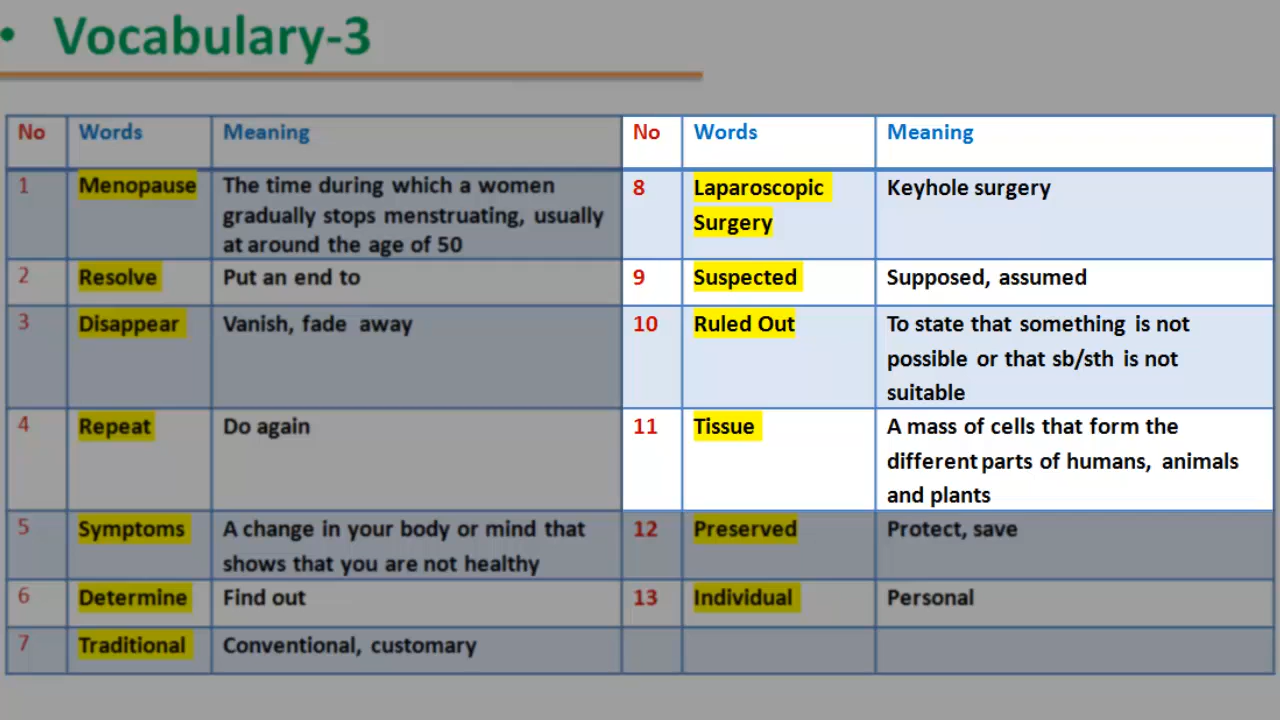 • Vocabulary-3
No Words Meaning
1 Menopause The time during which a women
gradually stops menstruating, usually
at around the age of 50
2 Resolve Put an end to
3 Disappear Vanish, fade away
4 Repeat Do again
5 Symptoms A change in your body or mind that
shows that you are not healthy
6 Determine Find out
7 Traditional Conventional, customary
No Words Meaning
8 Laparoscopic Keyhole surgery
Surgery
9 Suspected Supposed, assumed
10 Ruled Out To state that something is not
possible or that sb/sth is not
suitable
11 Tissue A mass of cells that form the
different parts of humans, animals
and plants
12 Preserved Protect, save
13 Individual Personal